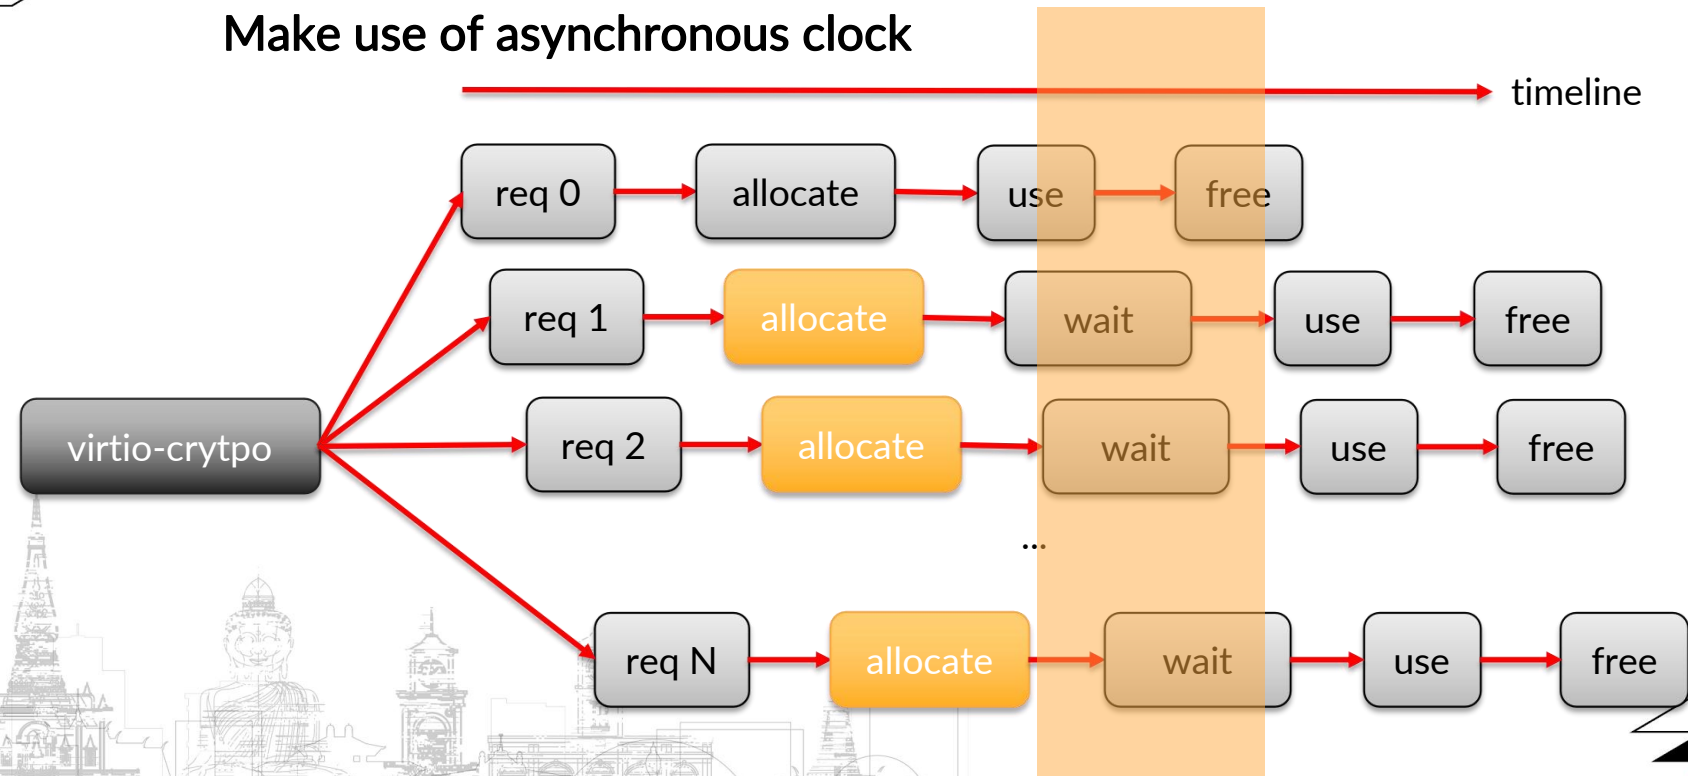 Make use of asynchronous clock
timeline
req 0
allocate
use
free
req 1
allocate
wait
use
free
virtio-crytpo
req 2
allocate
wait
use
free
...
req N
allocate
wait
use
free